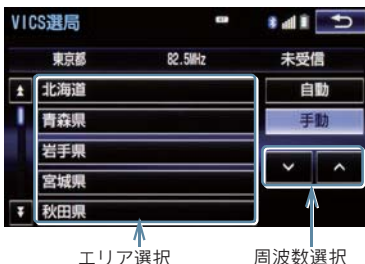 VICS選局
東京都 82.5MHz 未受信
北海道 自動
青森県 手動
岩手県
宮城県
秋田県
エリア選択 周波数選択